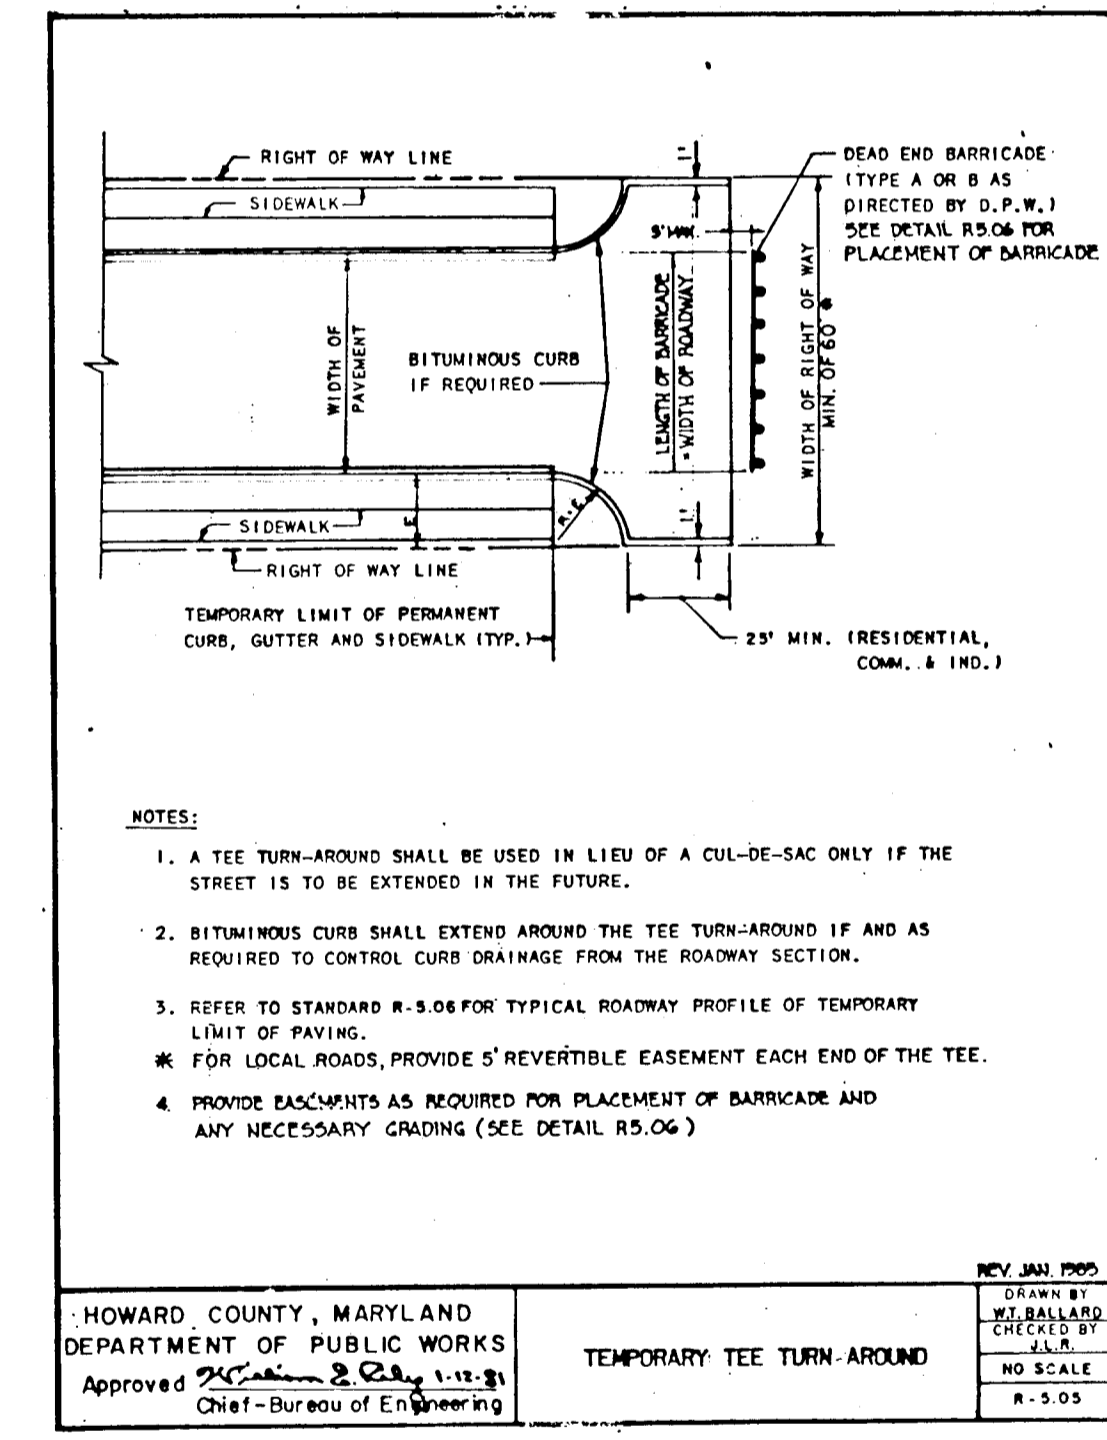 RIGHT OF WAY LINE
SIDEWALK
1'
DEAD END BARRICADE
(TYPE A OR B AS
DIRECTED BY D.P.W.)
SEE DETAIL R5.06 FOR
PLACEMENT OF BARRICADE
5' MAX.
WIDTH OF
PAVEMENT
BITUMINOUS CURB
IF REQUIRED
LENGTH OF BARRICADE
= WIDTH OF ROADWAY
WIDTH OF RIGHT OF WAY
MIN. OF 60' *
SIDEWALK
E
R=E
1'
RIGHT OF WAY LINE
TEMPORARY LIMIT OF PERMANENT
CURB, GUTTER AND SIDEWALK (TYP.)
25' MIN. (RESIDENTIAL,
COMM. & IND.)
NOTES:
1. A TEE TURN-AROUND SHALL BE USED IN LIEU OF A CUL-DE-SAC ONLY IF THE
STREET IS TO BE EXTENDED IN THE FUTURE.
2. BITUMINOUS CURB SHALL EXTEND AROUND THE TEE TURN-AROUND IF AND AS
REQUIRED TO CONTROL CURB DRAINAGE FROM THE ROADWAY SECTION.
3. REFER TO STANDARD R-5.06 FOR TYPICAL ROADWAY PROFILE OF TEMPORARY
LIMIT OF PAVING.
* FOR LOCAL ROADS, PROVIDE 5' REVERTIBLE EASEMENT EACH END OF THE TEE.
4. PROVIDE EASEMENTS AS REQUIRED FOR PLACEMENT OF BARRICADE AND
ANY NECESSARY GRADING (SEE DETAIL R5.06)
REV. JAN.
HOWARD COUNTY, MARYLAND
DEPARTMENT OF PUBLIC WORKS
Approved William E. Riley 1-12-81
Chief-Bureau of Engineering
TEMPORARY TEE TURN-AROUND
DRAWN BY
W.T. BALLARD
CHECKED BY
J.L.R.
NO SCALE
R-5.05